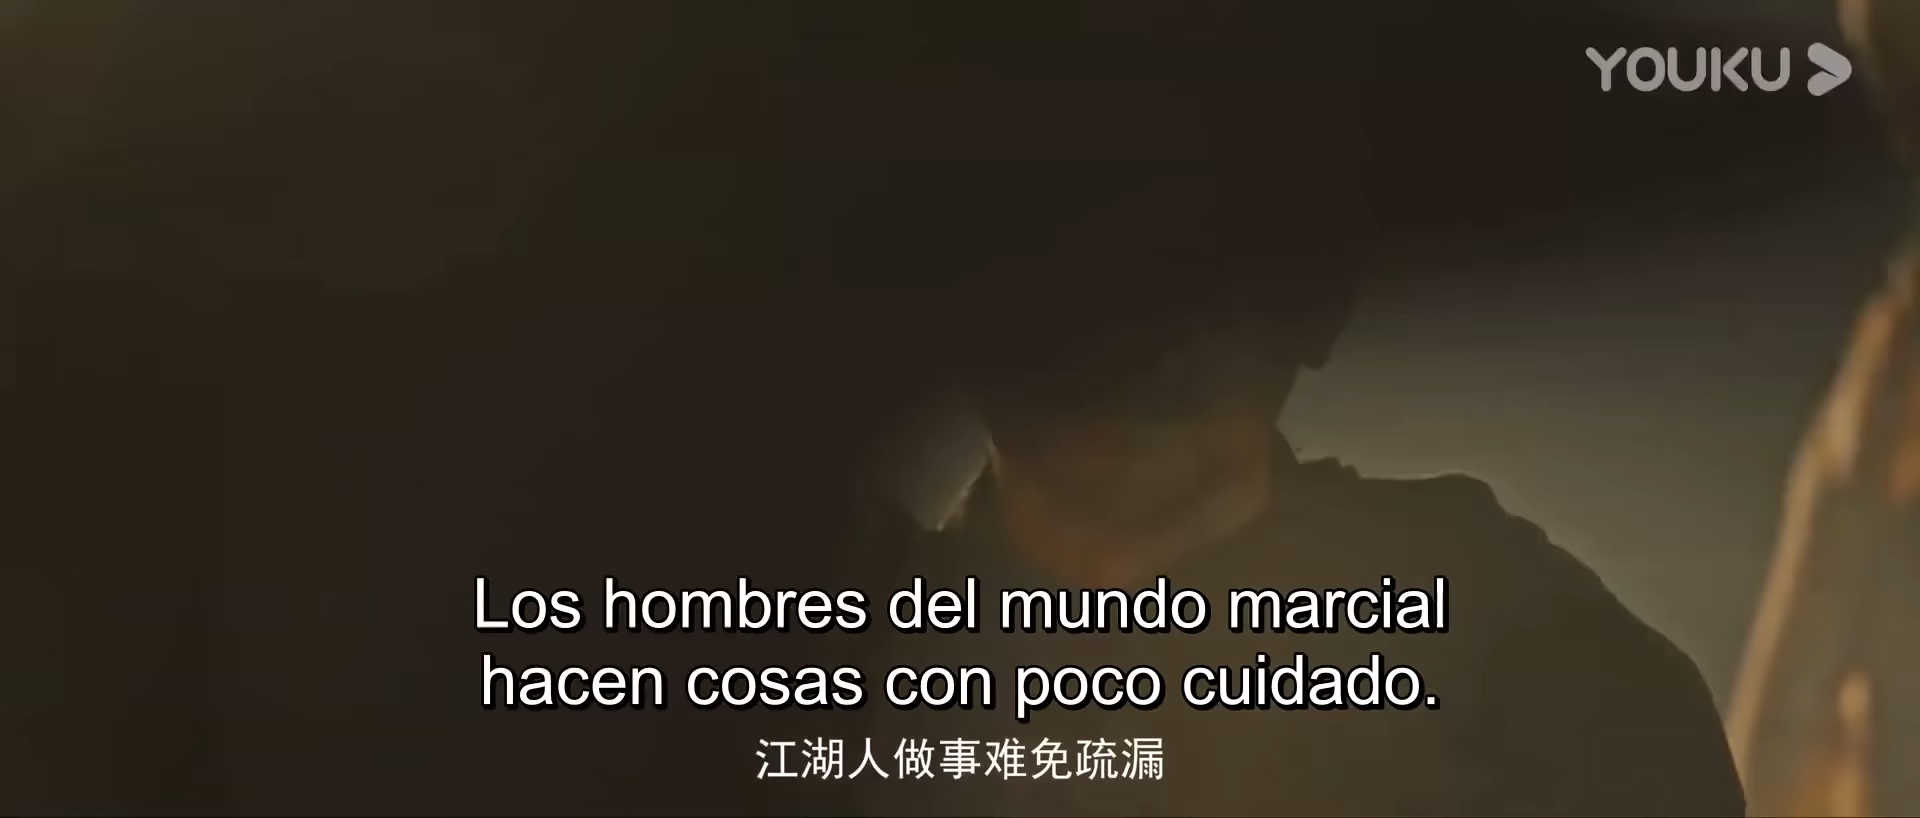 YOUKU
Los hombres del mundo marcial
hacen cosas con poco cuidado.
江湖人做事难免疏漏